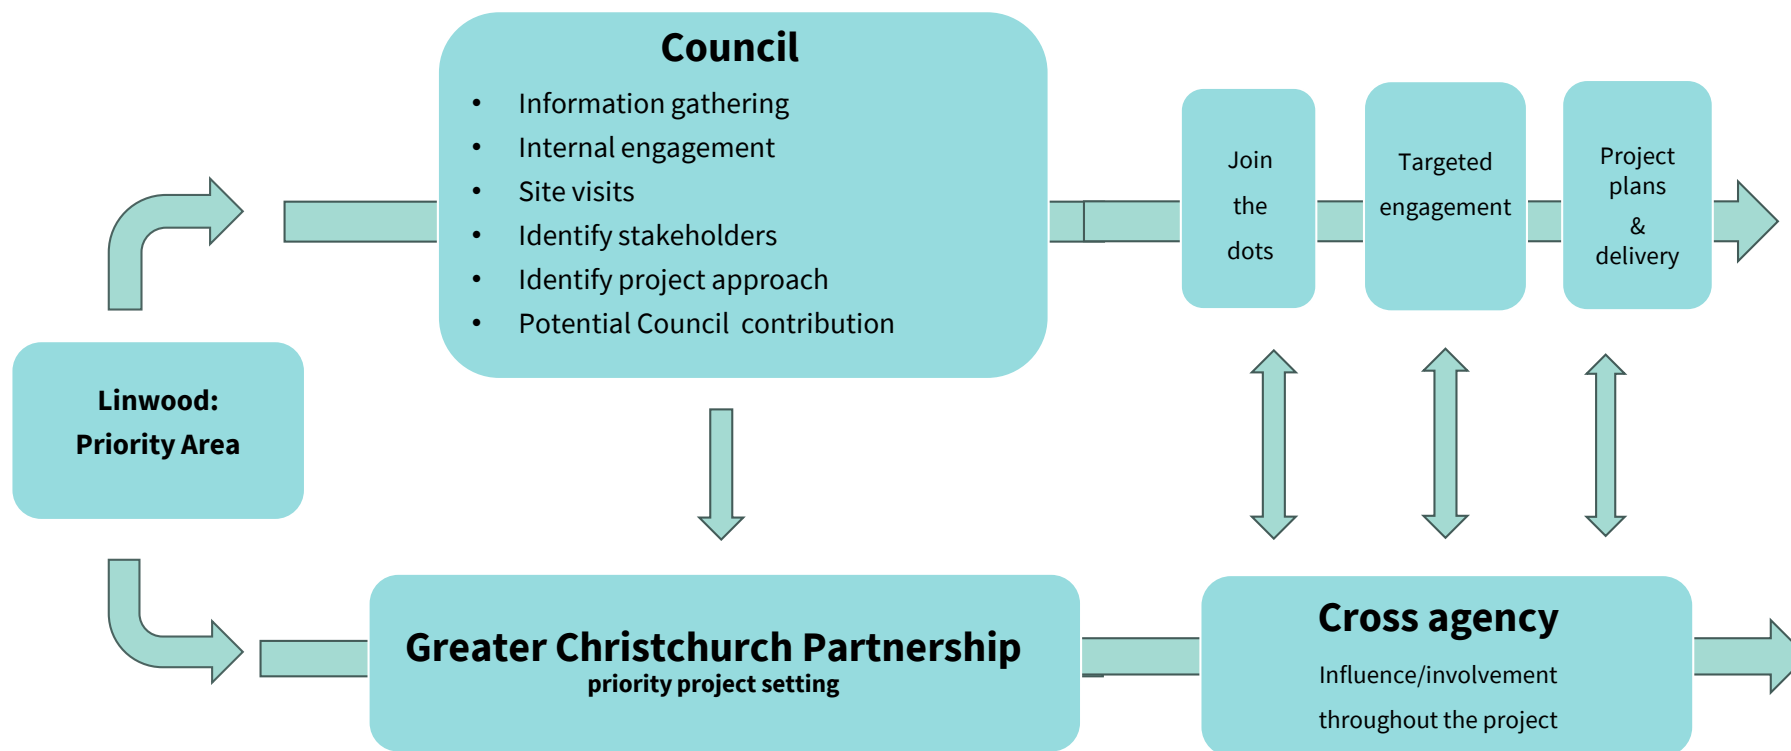 Council
• Information gathering
• Internal engagement
• Site visits
• Identify stakeholders
• Identify project approach
• Potential Council  contribution
Join
the
dots
Targeted
engagement
Project
plans
&
delivery
Linwood:
Priority Area
Greater Christchurch Partnership
priority project setting
Cross agency
Influence/involvement
throughout the project